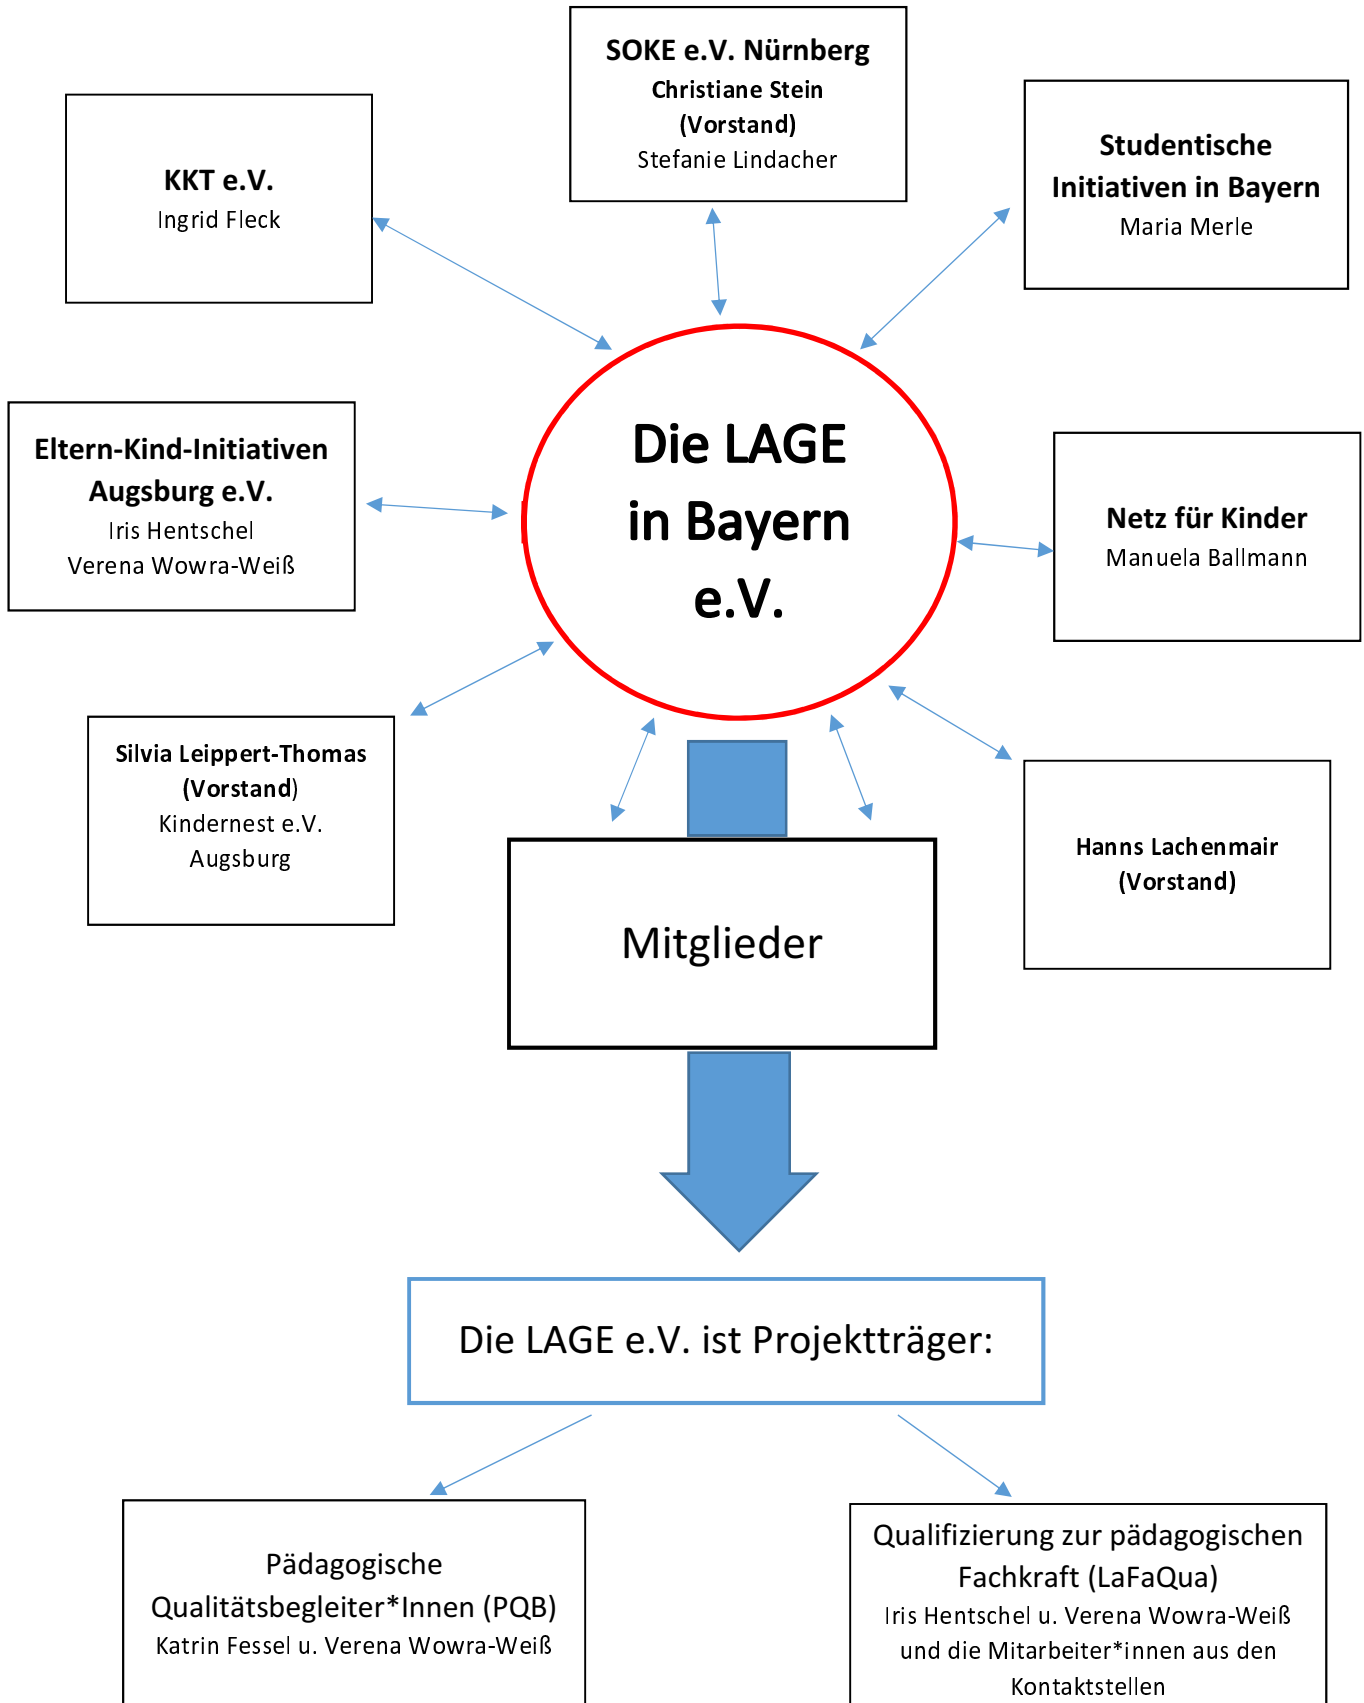 SOKE e.V. Nürnberg
Christiane Stein
(Vorstand)
Stefanie Lindacher
KKT e.V.
Ingrid Fleck
Studentische
Initiativen in Bayern
Maria Merle
Die LAGE
in Bayern
e.V.
Eltern-Kind-Initiativen
Augsburg e.V.
Iris Hentschel
Verena Wowra-Weiß
Netz für Kinder
Manuela Ballmann
Silvia Leippert-Thomas
(Vorstand)
Kindernest e.V.
Augsburg
Hanns Lachenmair
(Vorstand)
Mitglieder
Die LAGE e.V. ist Projektträger:
Pädagogische
Qualitätsbegleiter*Innen (PQB)
Katrin Fessel u. Verena Wowra-Weiß
Qualifizierung zur pädagogischen
Fachkraft (LaFaQua)
Iris Hentschel u. Verena Wowra-Weiß
und die Mitarbeiter*innen aus den
Kontaktstellen